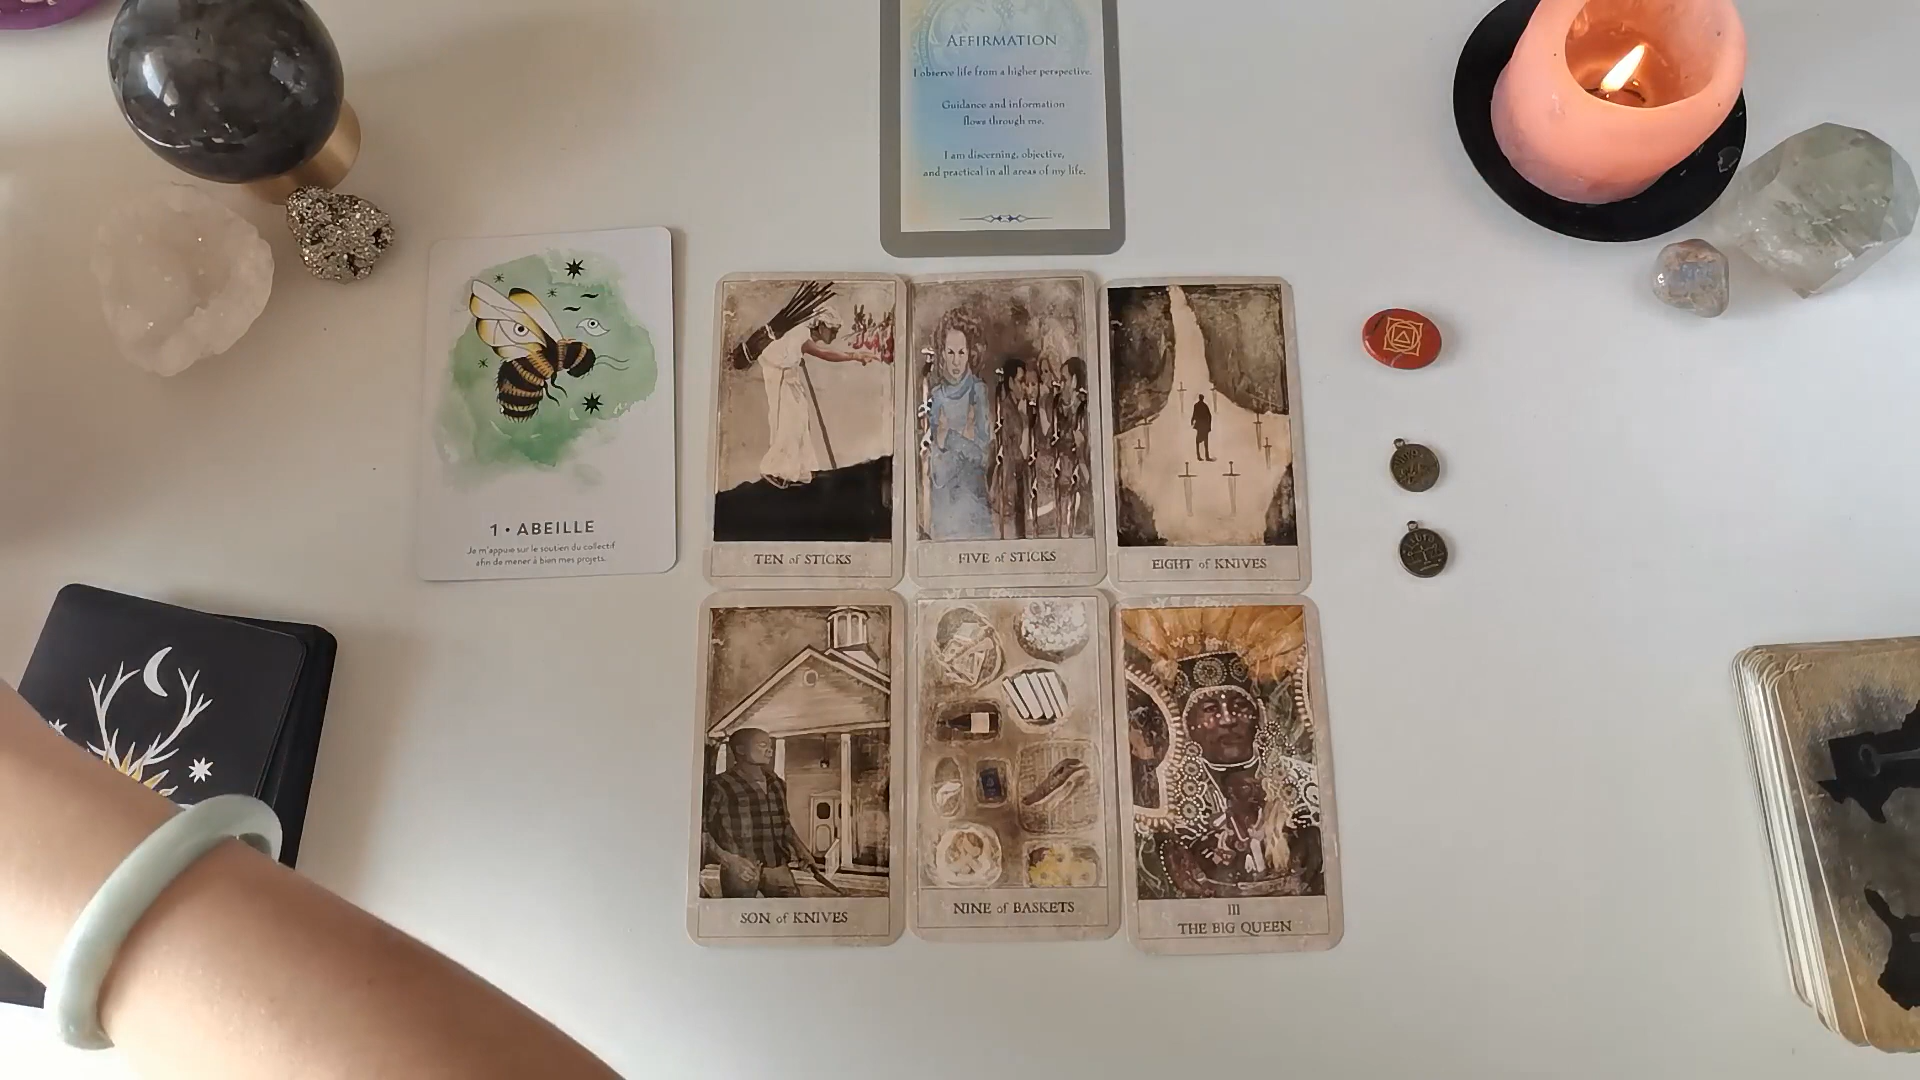 AFFIRMATION
I observe life from a higher perspective.
Guidance and information
flows through me.
I am discerning, objective,
and practical in all areas of my life.
1 • ABEILLE
Je m'appuie sur le soutien du collectif
afin de mener à bien mes projets.
TEN of STICKS
FIVE of STICKS
EIGHT of KNIVES
Libra
SON of KNIVES
NINE of BASKETS
III
THE BIG QUEEN